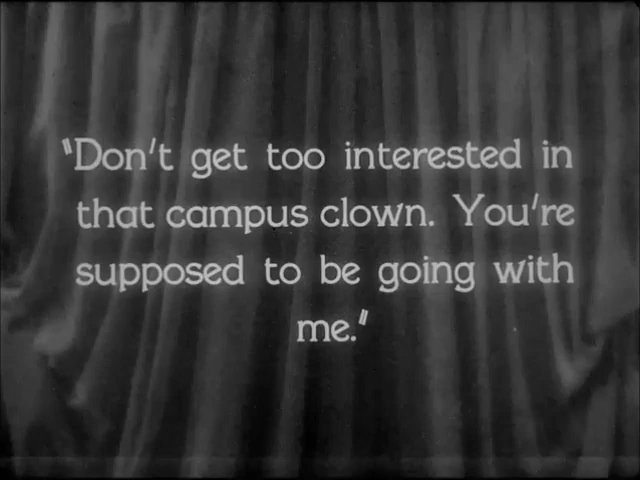 "Don't get too interested in
that campus clown. You're
supposed to be going with
me."